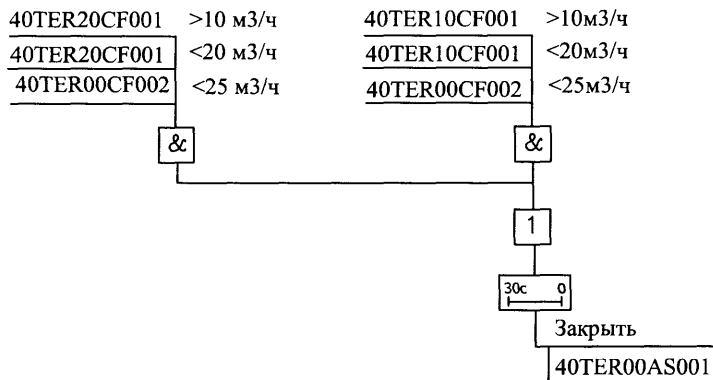 40TER20CF001 >10 м3/ч
40TER20CF001 <20 м3/ч
40TER00CF002 <25 м3/ч
&
40TER10CF001 >10м3/ч
40TER10CF001 <20м3/ч
40TER00CF002 <25м3/ч
&
1
30с 0
Закрыть
40TER00AS001